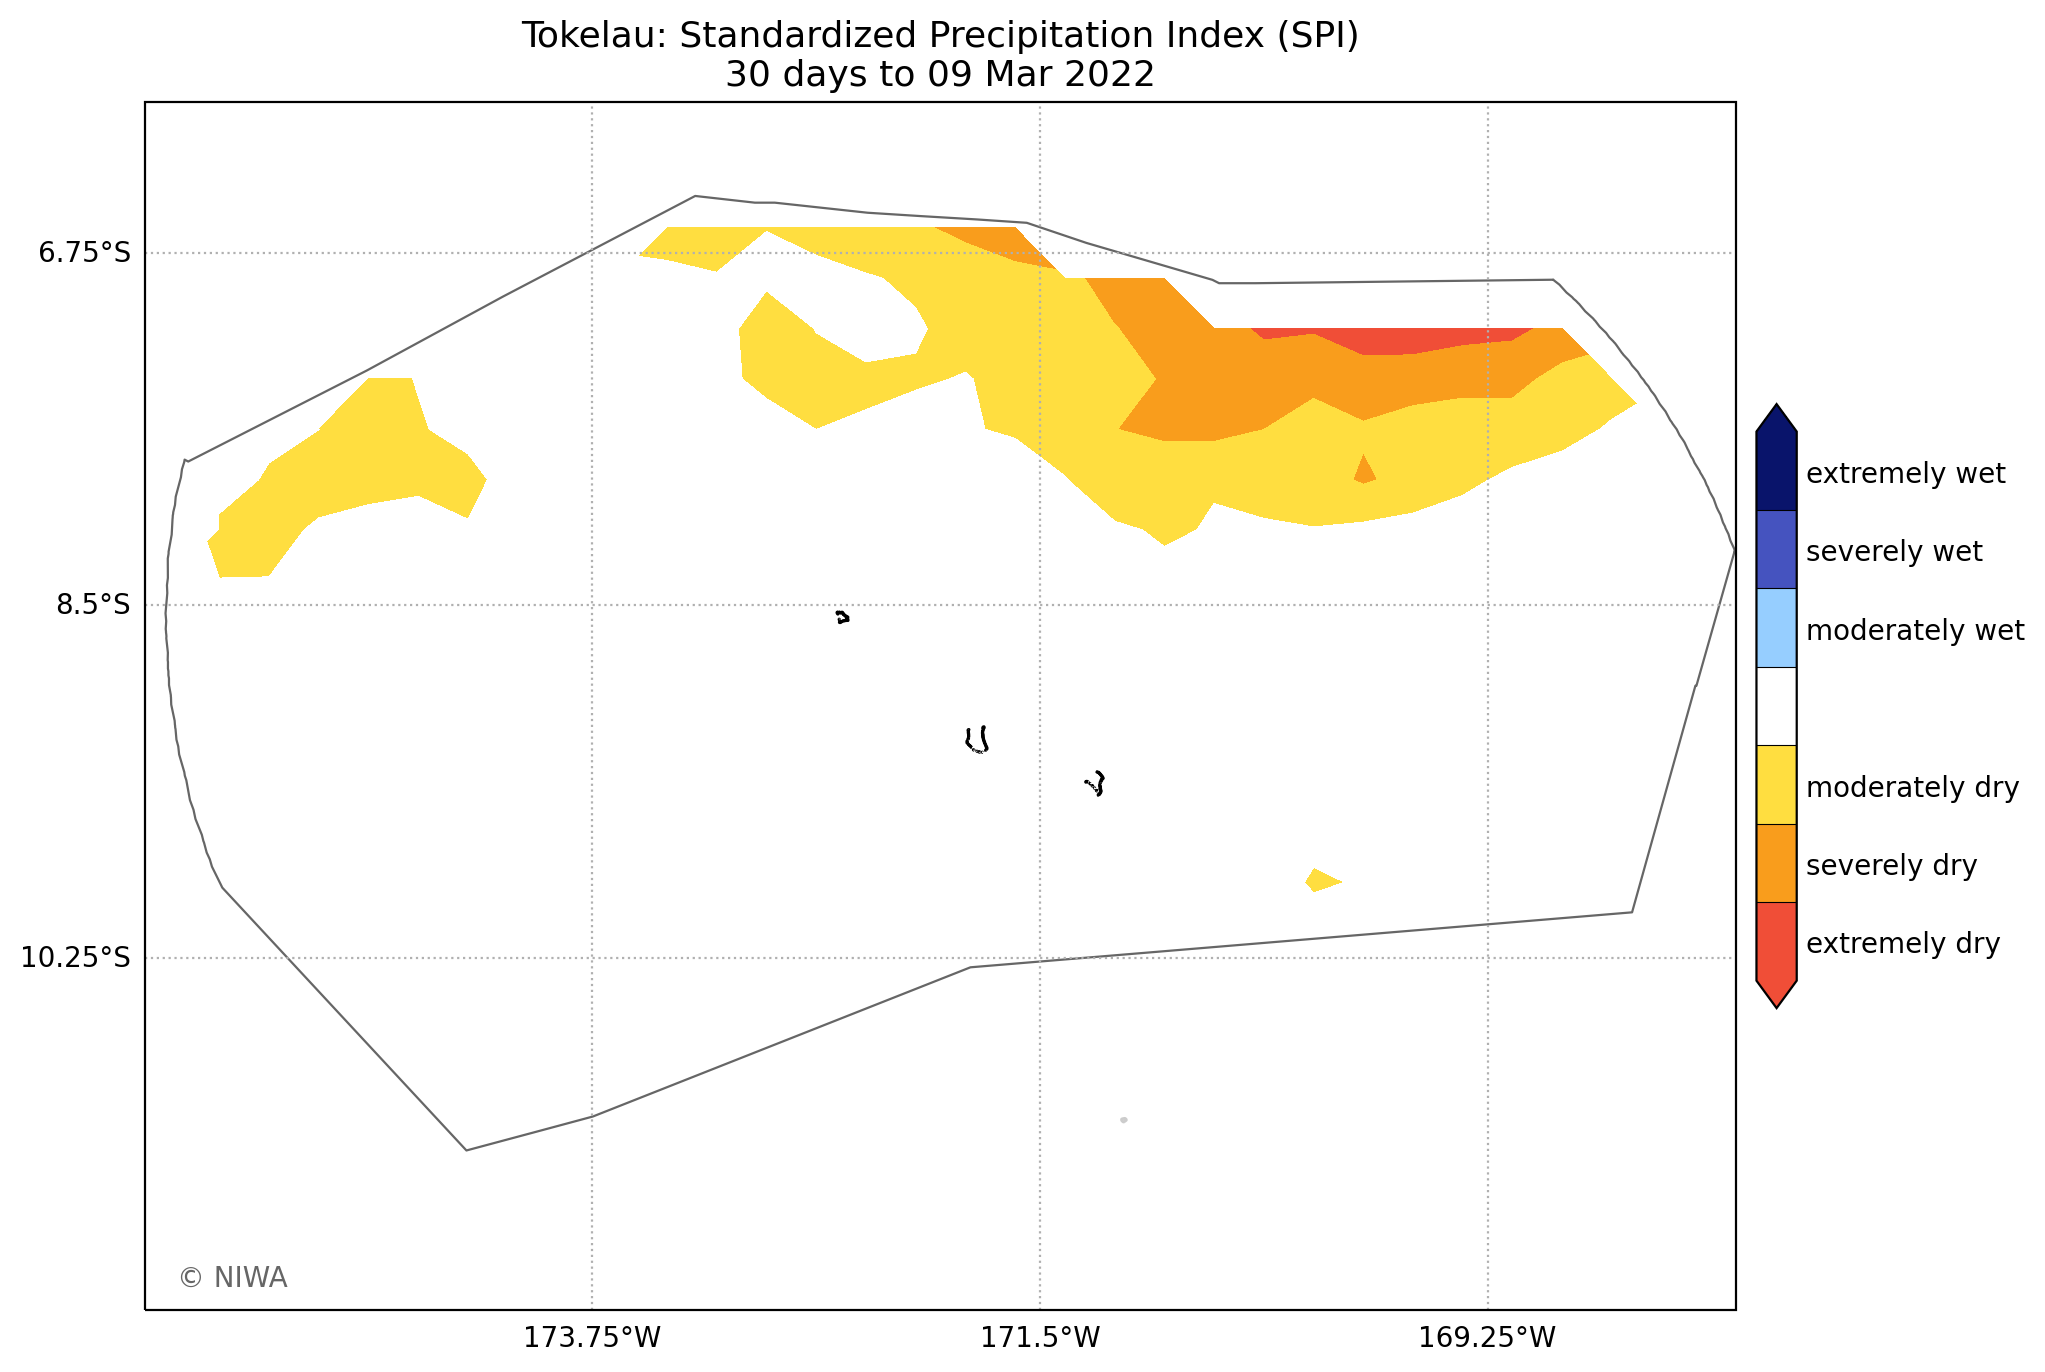 Tokelau: Standardized Precipitation Index (SPI)
30 days to 09 Mar 2022
6.75°S
8.5°S
10.25°S
173.75°W
171.5°W
169.25°W
extremely wet
severely wet
moderately wet
moderately dry
severely dry
extremely dry
© NIWA